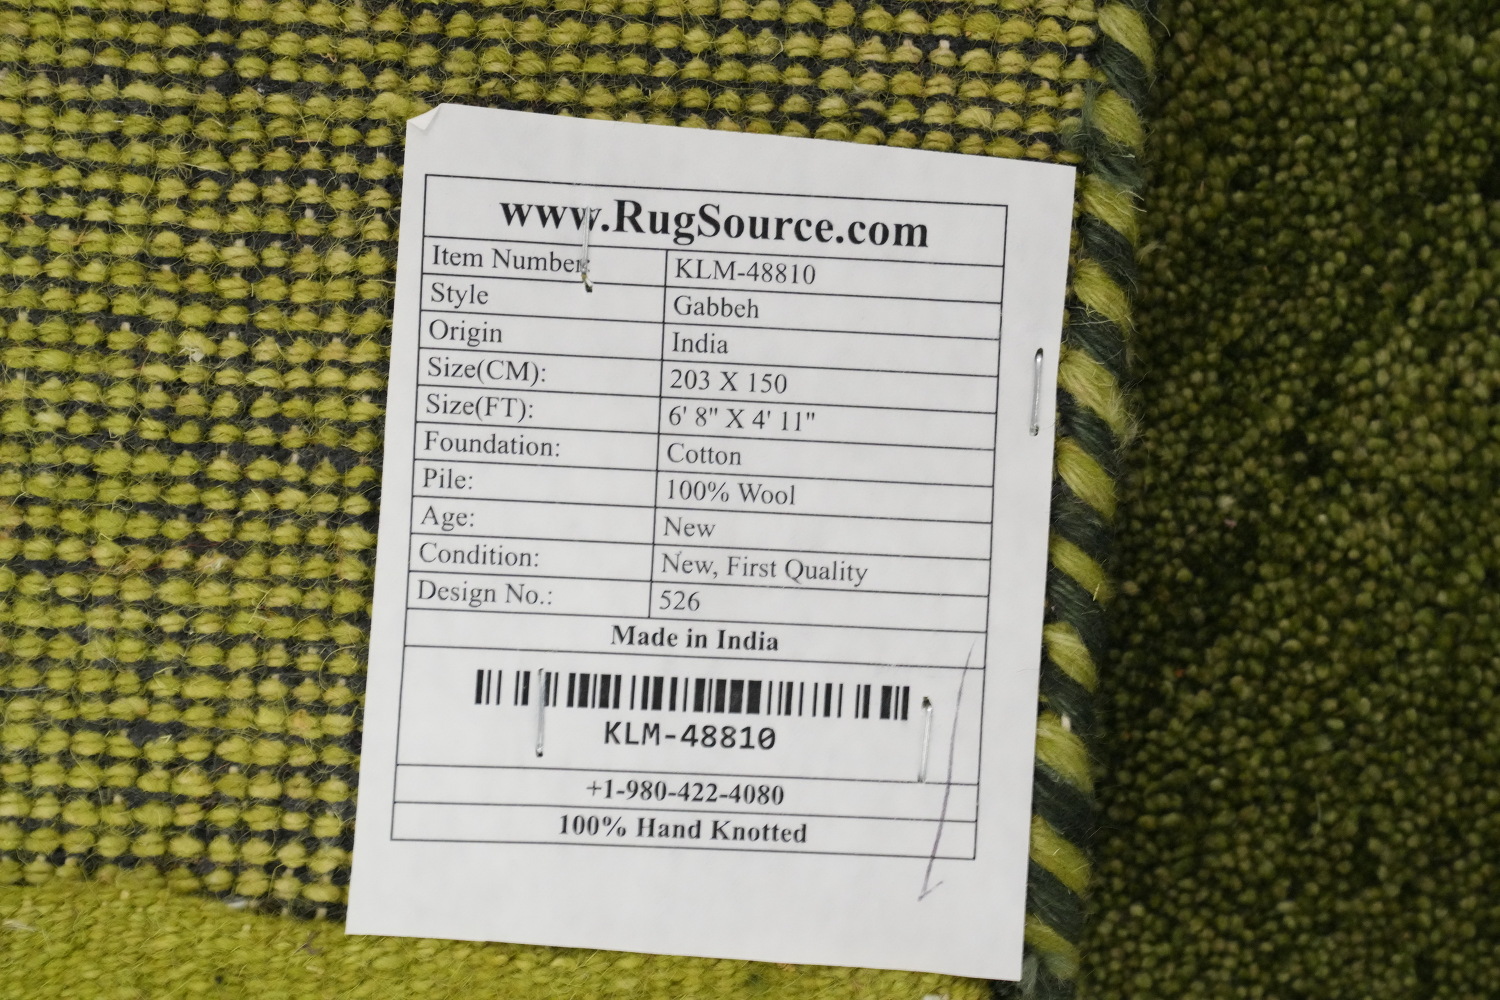 www.RugSource.com
Item Number: KLM-48810
Style Gabbeh
Origin India
Size(CM): 203 X 150
Size(FT): 6' 8" X 4' 11"
Foundation: Cotton
Pile: 100% Wool
Age: New
Condition: New, First Quality
Design No.: 526
Made in India
KLM-48810
+1-980-422-4080
100% Hand Knotted